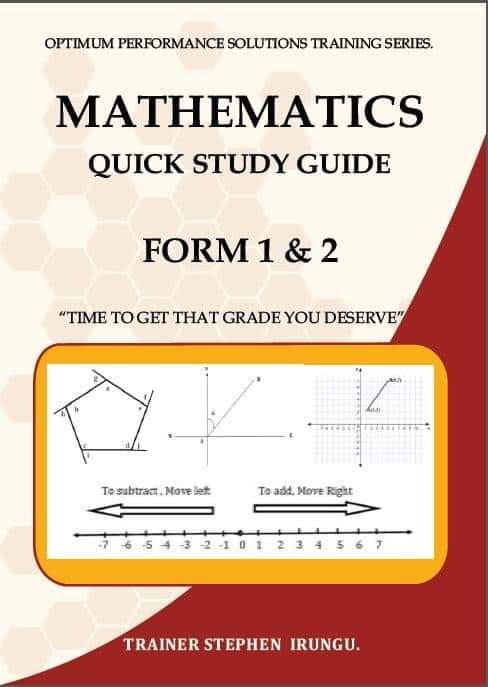 OPTIMUM PERFORMANCE SOLUTIONS TRAINING SERIES.
MATHEMATICS
QUICK STUDY GUIDE
FORM 1 & 2
“TIME TO GET THAT GRADE YOU DESERVE”
To subtract , Move left
To add, Move Right
-7 -6 -5 -4 -3 -2 -1 0 1 2 3 4 5 6 7
TRAINER STEPHEN IRUNGU.